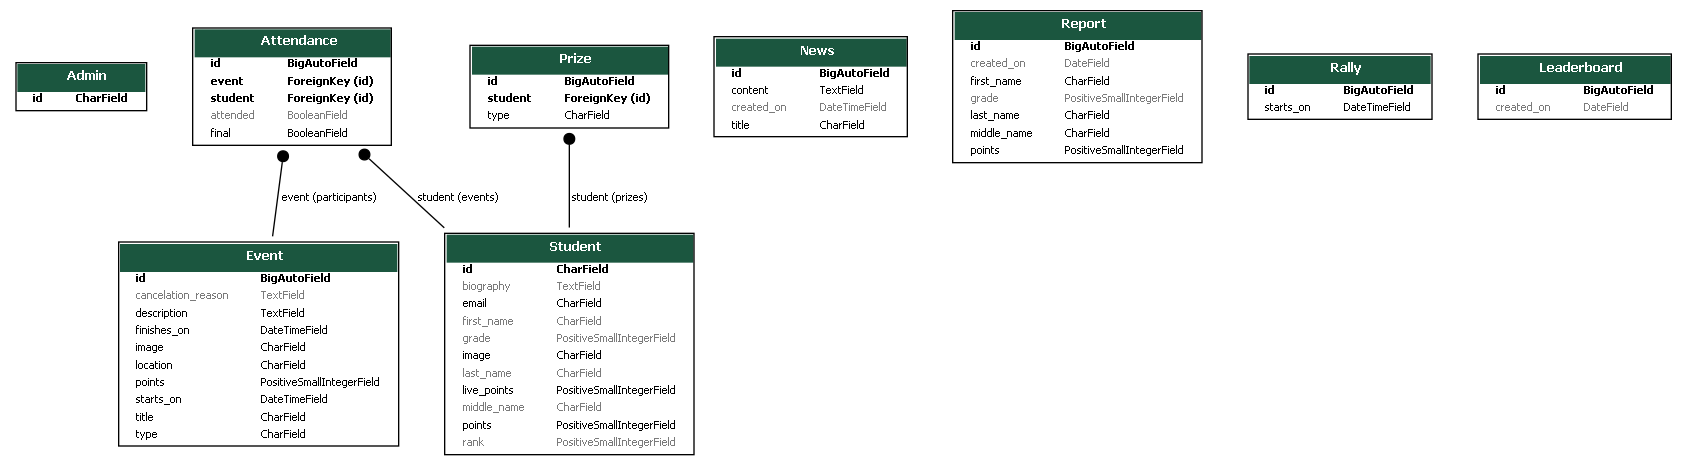 Admin
id CharField
Attendance
id BigAutoField
event ForeignKey (id)
student ForeignKey (id)
attended BooleanField
final BooleanField
Prize
id BigAutoField
student ForeignKey (id)
type CharField
News
id BigAutoField
content TextField
created_on DateTimeField
title CharField
Report
id BigAutoField
created_on DateField
first_name CharField
grade PositiveSmallIntegerField
last_name CharField
middle_name CharField
points PositiveSmallIntegerField
Rally
id BigAutoField
starts_on DateTimeField
Leaderboard
id BigAutoField
created_on DateField
event (participants)
student (events)
student (prizes)
Event
id BigAutoField
cancelation_reason TextField
description TextField
finishes_on DateTimeField
image CharField
location CharField
points PositiveSmallIntegerField
starts_on DateTimeField
title CharField
type CharField
Student
id CharField
biography TextField
email CharField
first_name CharField
grade PositiveSmallIntegerField
image CharField
last_name CharField
live_points PositiveSmallIntegerField
middle_name CharField
points PositiveSmallIntegerField
rank PositiveSmallIntegerField